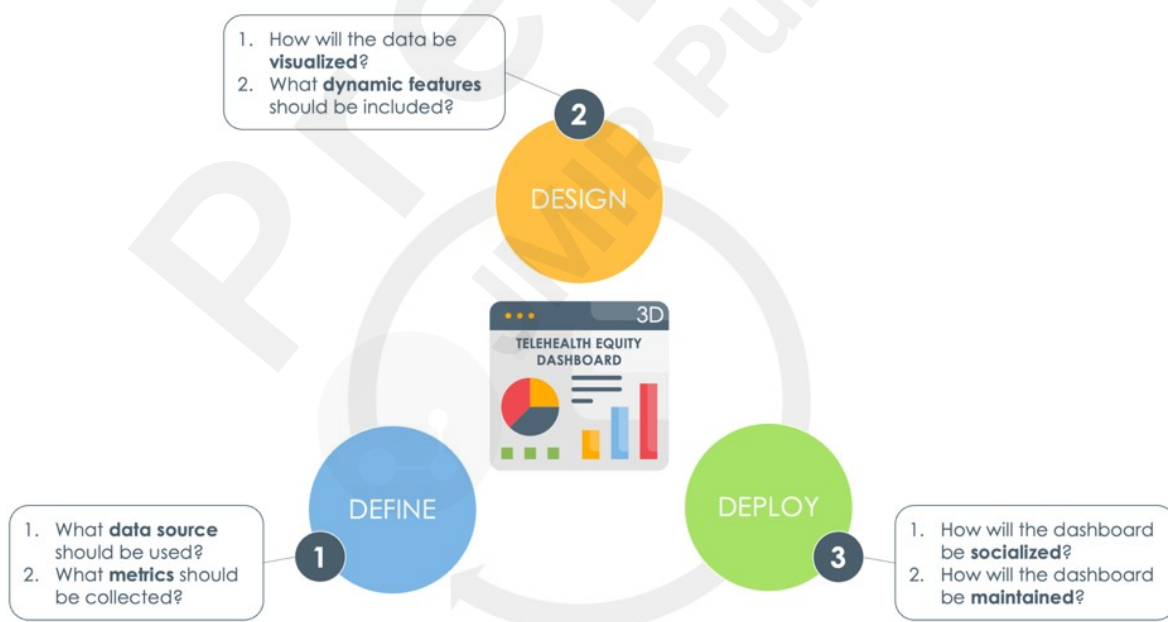 1. How will the data be
visualized?
2. What dynamic features
should be included?
2
DESIGN
3D
TELEHEALTH EQUITY
DASHBOARD
DEFINE
1. What data source
should be used?
2. What metrics should
be collected?
1
DEPLOY
3
1. How will the dashboard
be socialized?
2. How will the dashboard
be maintained?